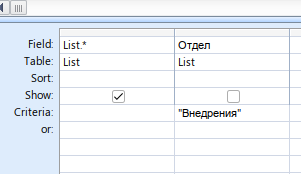 Field: List.* Отдел
Table: List List
Sort:
Show:
Criteria: "Внедрения"
or: